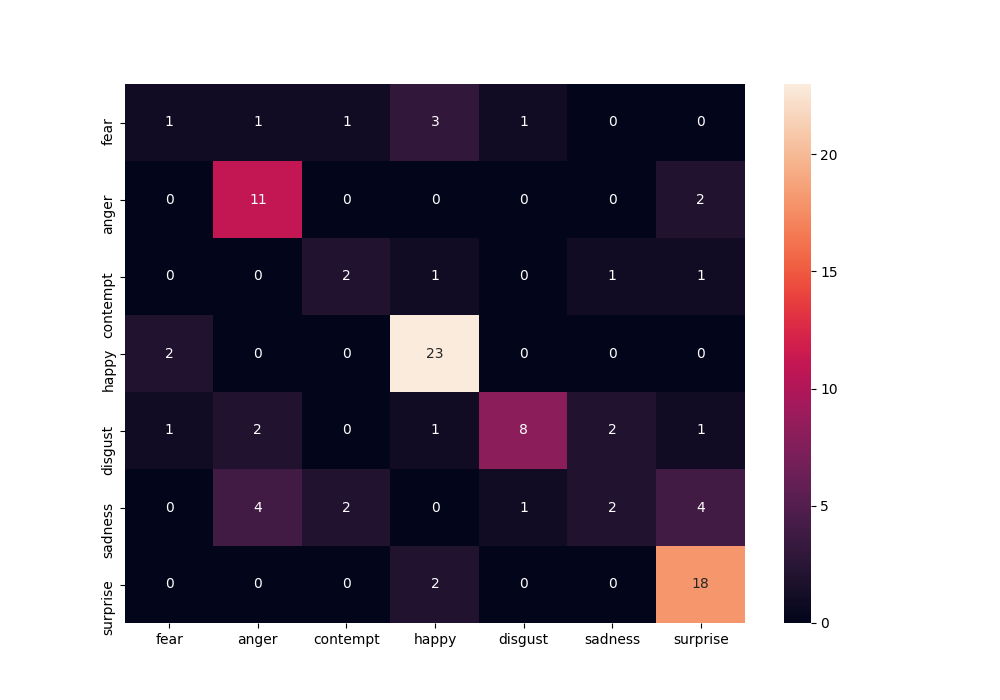 fear 1 1 1 3 1 0 0
anger 0 11 0 0 0 0 2
contempt 0 0 2 1 0 1 1
happy 2 0 0 23 0 0 0
disgust 1 2 0 1 8 2 1
sadness 0 4 2 0 1 2 4
surprise 0 0 0 2 0 0 18
fear anger contempt happy disgust sadness surprise
20
15
10
5
0